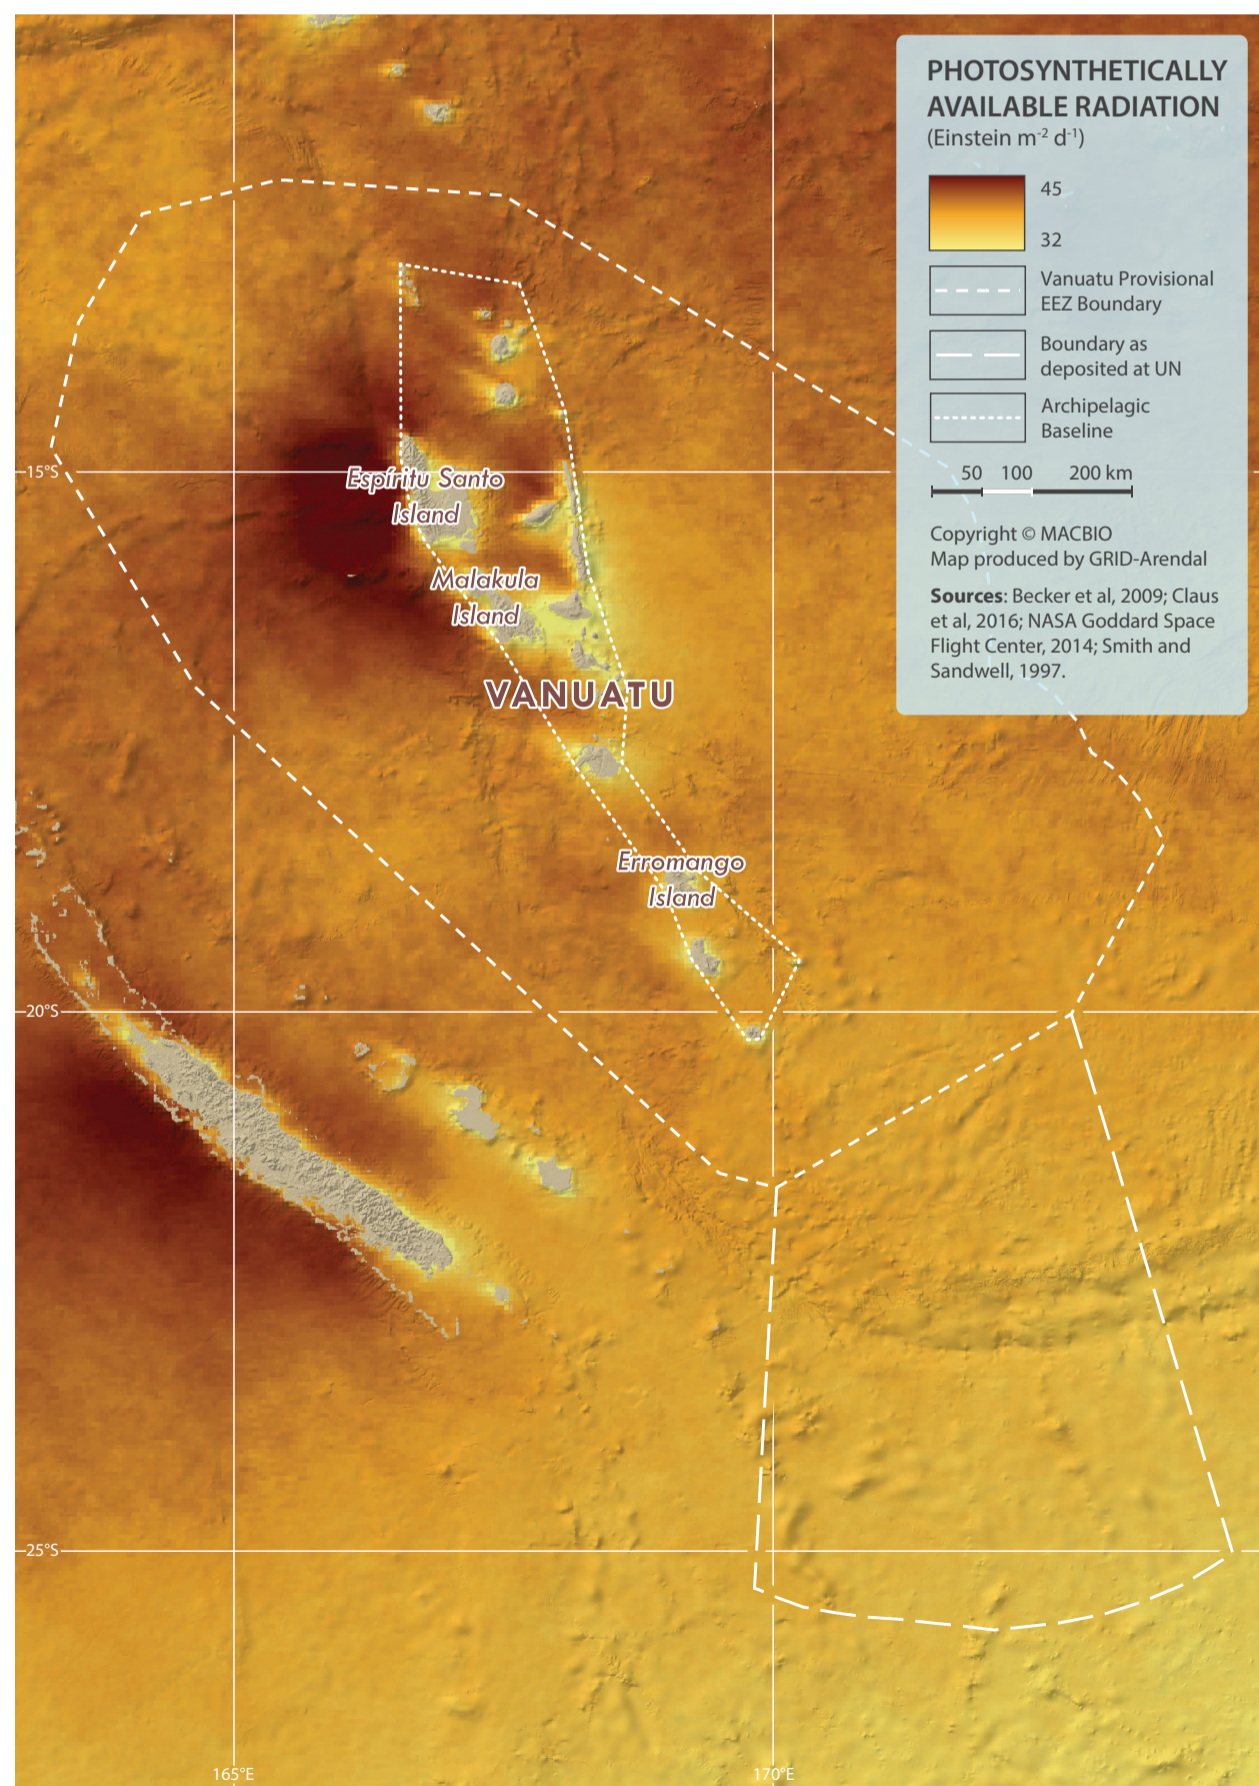 PHOTOSYNTHETICALLY
AVAILABLE RADIATION
(Einstein m⁻² d⁻¹)
45
32
Vanuatu Provisional
EEZ Boundary
Boundary as
deposited at UN
Archipelagic
Baseline
50 100 200 km
Copyright © MACBIO
Map produced by GRID-Arendal
Sources: Becker et al, 2009; Claus
et al, 2016; NASA Goddard Space
Flight Center, 2014; Smith and
Sandwell, 1997.
15°S
Espíritu Santo
Island
Malakula
Island
VANUATU
Erromango
Island
20°S
25°S
165°E
170°E